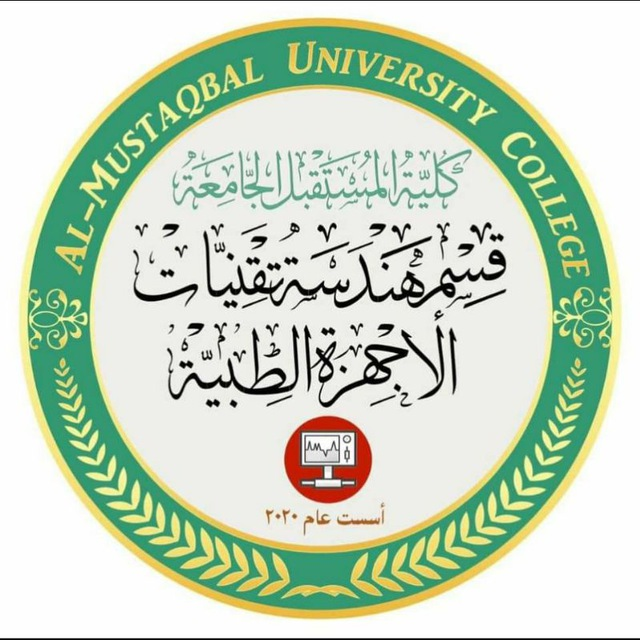 AL-MUSTAQBAL UNIVERSITY COLLEGE
كلية المستقبل الجامعة
قسم هندسة تقنيات
الأجهزة الطبية
أسست عام ٢٠٢٠